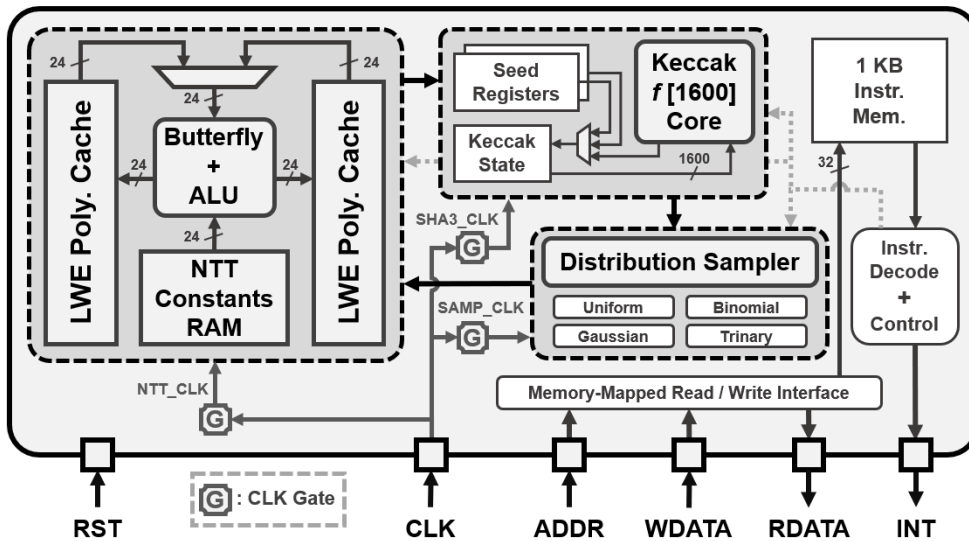 24
24
24
LWE Poly. Cache
Butterfly
+
ALU
24
24
24
LWE Poly. Cache
NTT
Constants
RAM
Seed
Registers
Keccak
State
Keccak
f [1600]
Core
1600
1 KB
Instr.
Mem.
32
SHA3_CLK
G
Distribution Sampler
Uniform
Binomial
Gaussian
Trinary
SAMP_CLK
G
Instr.
Decode
+
Control
NTT_CLK
G
Memory-Mapped Read / Write Interface
G : CLK Gate
RST
CLK
ADDR
WDATA
RDATA
INT